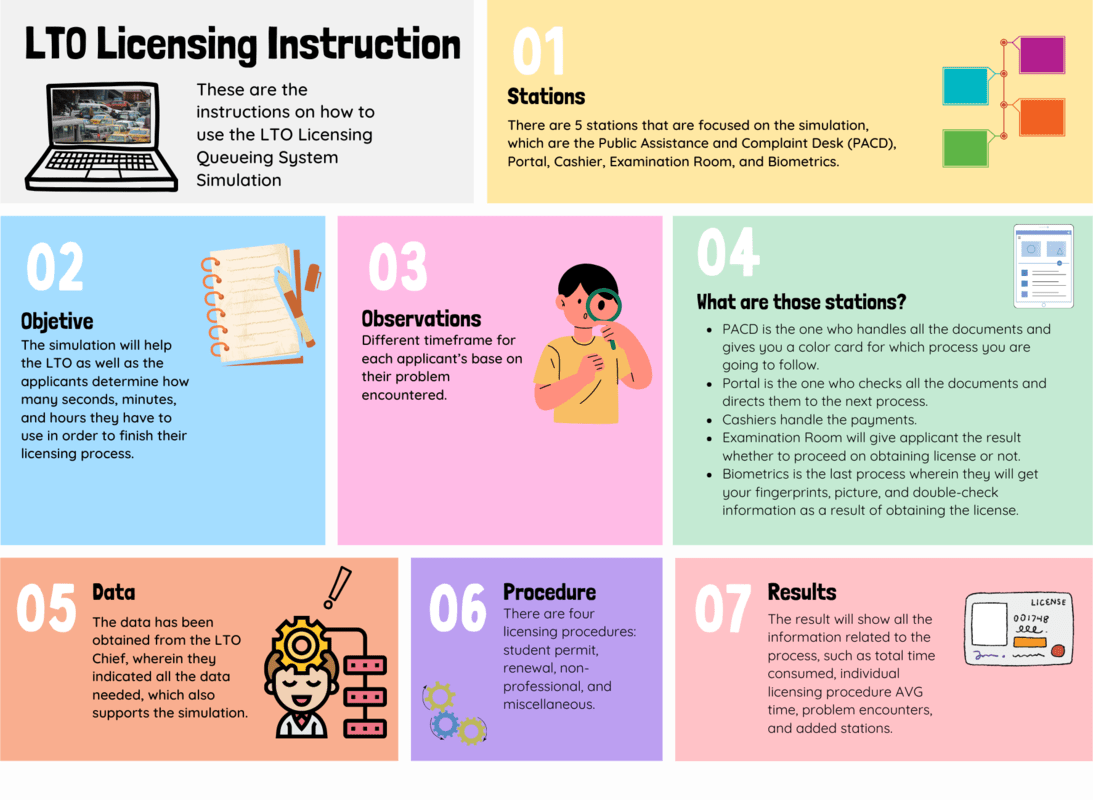 LTO Licensing Instruction
These are the
instructions on how to
use the LTO Licensing
Queueing System
Simulation
01
Stations
There are 5 stations that are focused on the simulation,
which are the Public Assistance and Complaint Desk (PACD),
Portal, Cashier, Examination Room, and Biometrics.
02
Objetive
The simulation will help
the LTO as well as the
applicants determine how
many seconds, minutes,
and hours they have to
use in order to finish their
licensing process.
03
Observations
Different timeframe for
each applicant's base on
their problem
encountered.
04
What are those stations?
• PACD is the one who handles all the documents and
gives you a color card for which process you are
going to follow.
• Portal is the one who checks all the documents and
directs them to the next process.
• Cashiers handle the payments.
• Examination Room will give applicant the result
whether to proceed on obtaining license or not.
• Biometrics is the last process wherein they will get
your fingerprints, picture, and double-check
information as a result of obtaining the license.
05
Data
The data has been
obtained from the LTO
Chief, wherein they
indicated all the data
needed, which also
supports the simulation.
06
Procedure
There are four
licensing procedures:
student permit,
renewal, non-
professional, and
miscellaneous.
07
Results
The result will show all the
information related to the
process, such as total time
consumed, individual
licensing procedure AVG
time, problem encounters,
and added stations.
LICENSE
001748